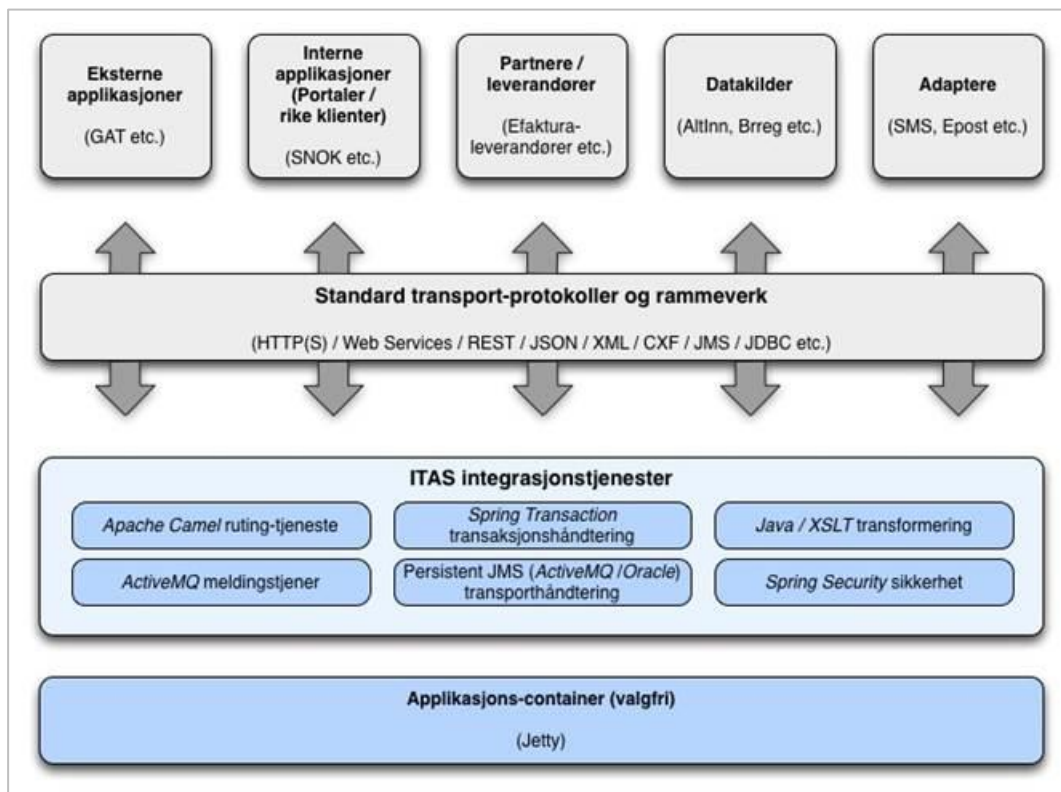 Eksterne
applikasjoner
(GAT etc.)
Interne
applikasjoner
(Portaler /
rike klienter)
(SNOK etc.)
Partnere /
leverandører
(Efaktura-
leverandører etc.)
Datakilder
(AltInn, Brreg etc.)
Adaptere
(SMS, Epost etc.)
Standard transport-protokoller og rammeverk
(HTTP(S) / Web Services / REST / JSON / XML / CXF / JMS / JDBC etc.)
ITAS integrasjonstjenester
Apache Camel ruting-tjeneste
Spring Transaction
transaksjonshåndtering
Java / XSLT transformering
ActiveMQ meldingstjener
Persistent JMS (ActiveMQ /Oracle)
transporthåndtering
Spring Security sikkerhet
Applikasjons-container (valgfri)
(Jetty)